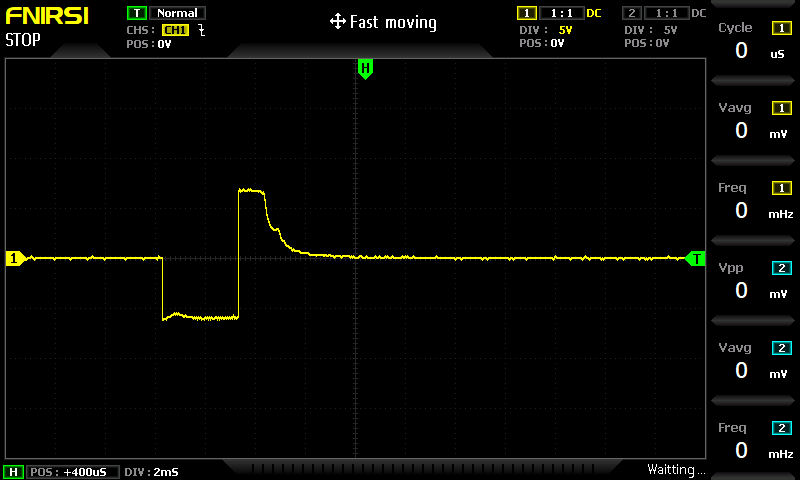 FNIRSI
STOP
T Normal
CHS: CH1
POS: 0V
Fast moving
1 1:1 DC
DIV: 5V
POS: 0V
2 1:1 DC
DIV: 5V
POS: 0V
H
1
T
Cycle 1
0 uS
Vavg 1
0 mV
Freq 1
0 mHz
Vpp 2
0 mV
Vavg 2
0 mV
Freq 2
0 mHz
H POS: +400uS DIV: 2mS
Waitting...